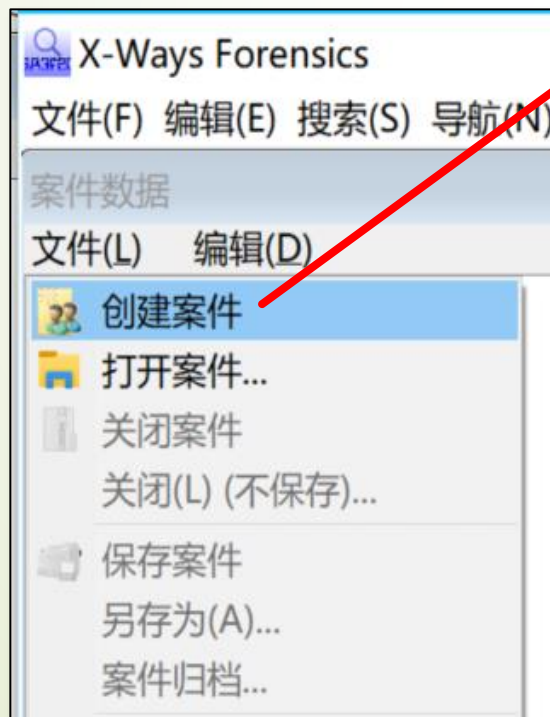 X-Ways Forensics
文件(F) 编辑(E) 搜索(S) 导航(N)
案件数据
文件(L) 编辑(D)
创建案件
打开案件...
关闭案件
关闭(L) (不保存)...
保存案件
另存为(A)...
案件归档...